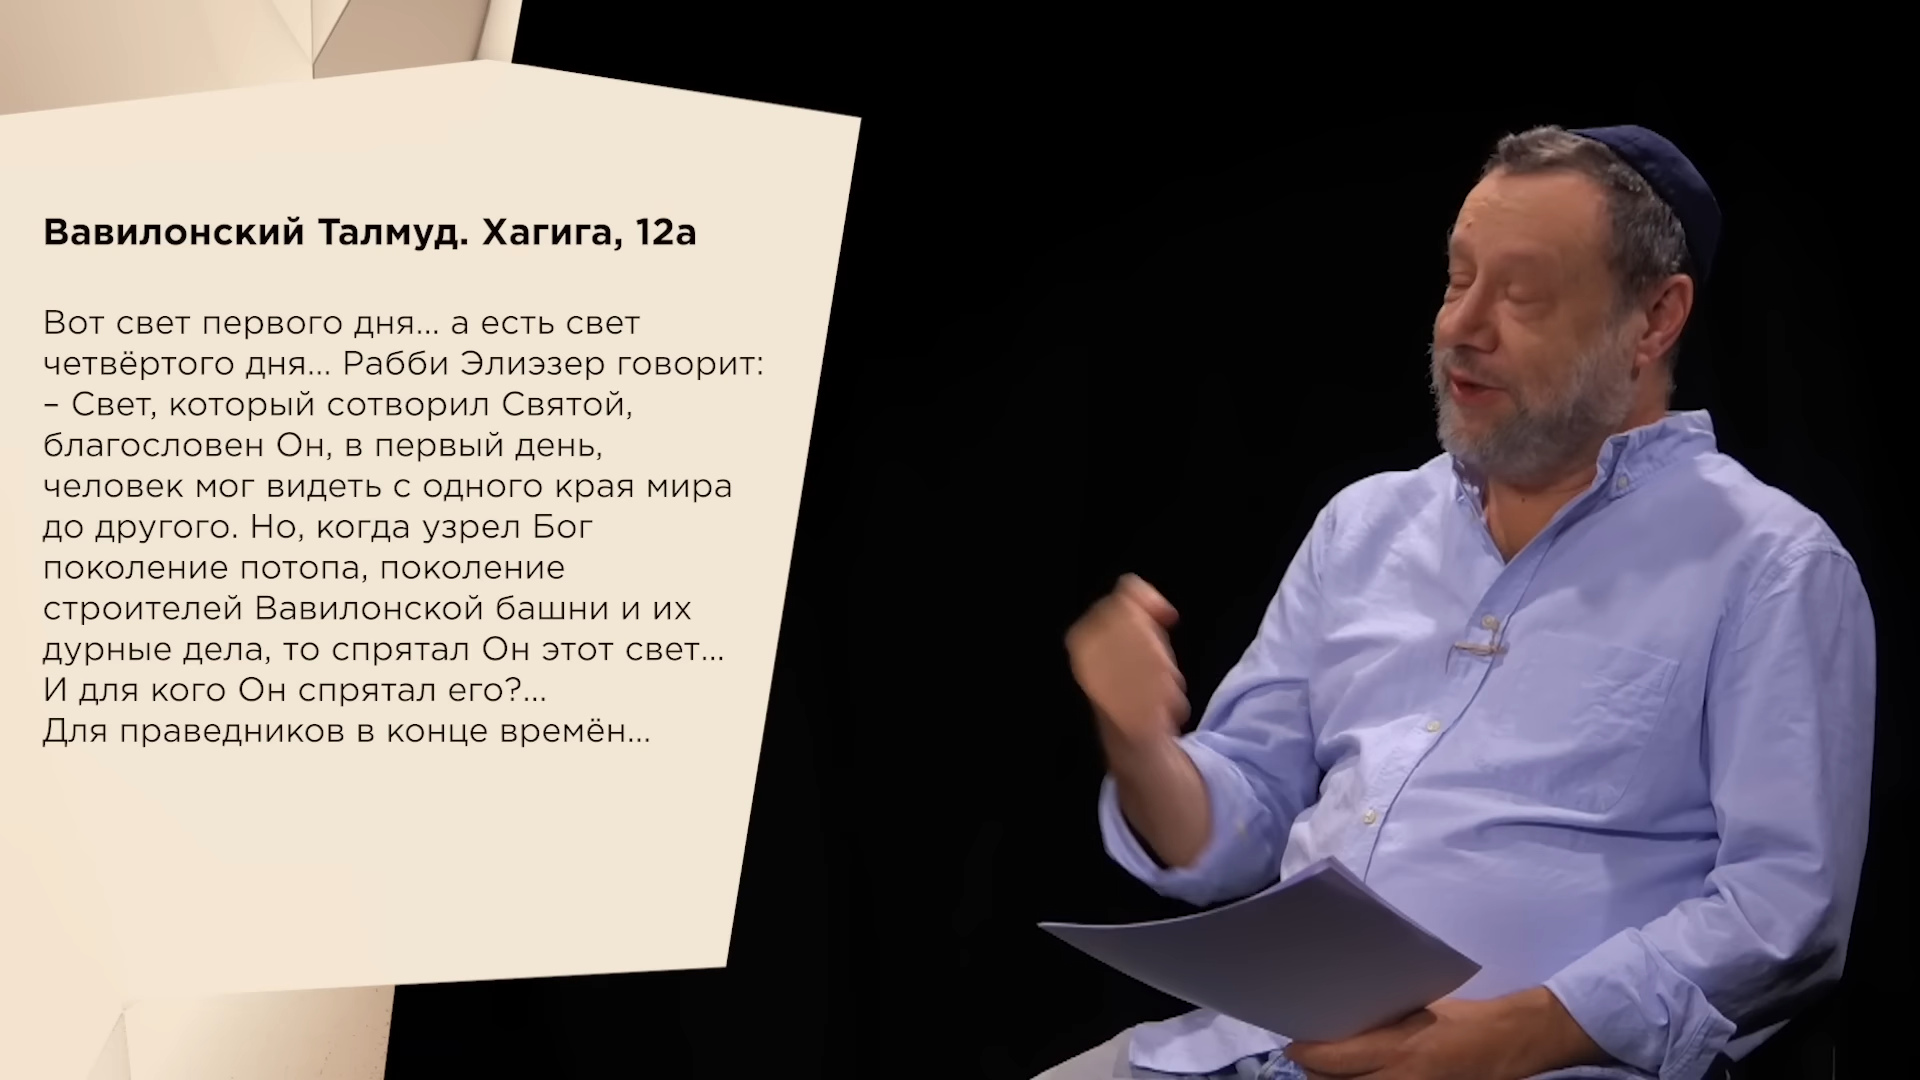 Вавилонский Талмуд. Хагига, 12а
Вот свет первого дня... а есть свет
четвёртого дня... Рабби Элиэзер говорит:
– Свет, который сотворил Святой,
благословен Он, в первый день,
человек мог видеть с одного края мира
до другого. Но, когда узрел Бог
поколение потопа, поколение
строителей Вавилонской башни и их
дурные дела, то спрятал Он этот свет...
И для кого Он спрятал его?...
Для праведников в конце времён...